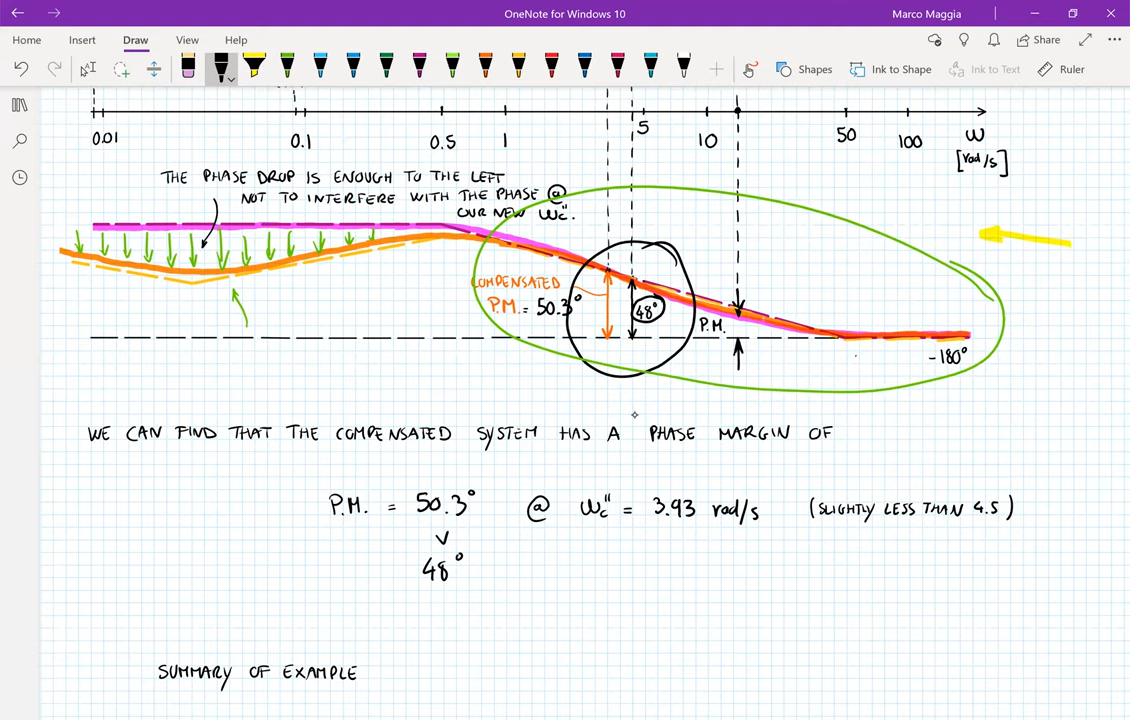 OneNote for Windows 10
Marco Maggia
Home Insert Draw View Help
Share
Shapes
Ink to Shape
Ink to Text
Ruler
0.01 0.1 0.5 1 5 10 50 100 ω
[rad/s]
THE PHASE DROP IS ENOUGH TO THE LEFT
NOT TO INTERFERE WITH THE PHASE @
OUR NEW ωc".
COMPENSATED
P.M. = 50.3°
48°
P.M.
-180°
WE CAN FIND THAT THE COMPENSATED SYSTEM HAS A PHASE MARGIN OF
P.M. = 50.3° @ ωc" = 3.93 rad/s (SLIGHTLY LESS THAN 4.5)
V
48°
SUMMARY OF EXAMPLE